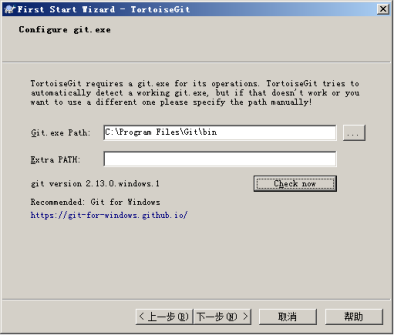 First Start Wizard - TortoiseGit
Configure git.exe
TortoiseGit requires a git.exe for its operations. TortoiseGit tries to
automatically detect a working git.exe, but if that doesn't work or you
want to use a different one please specify the path manually!
Git.exe Path: C:\Program Files\Git\bin ...
Extra PATH:
git version 2.13.0.windows.1 Check now
Recommended: Git for Windows
https://git-for-windows.github.io/
< 上一步(B) 下一步(N) > 取消 帮助